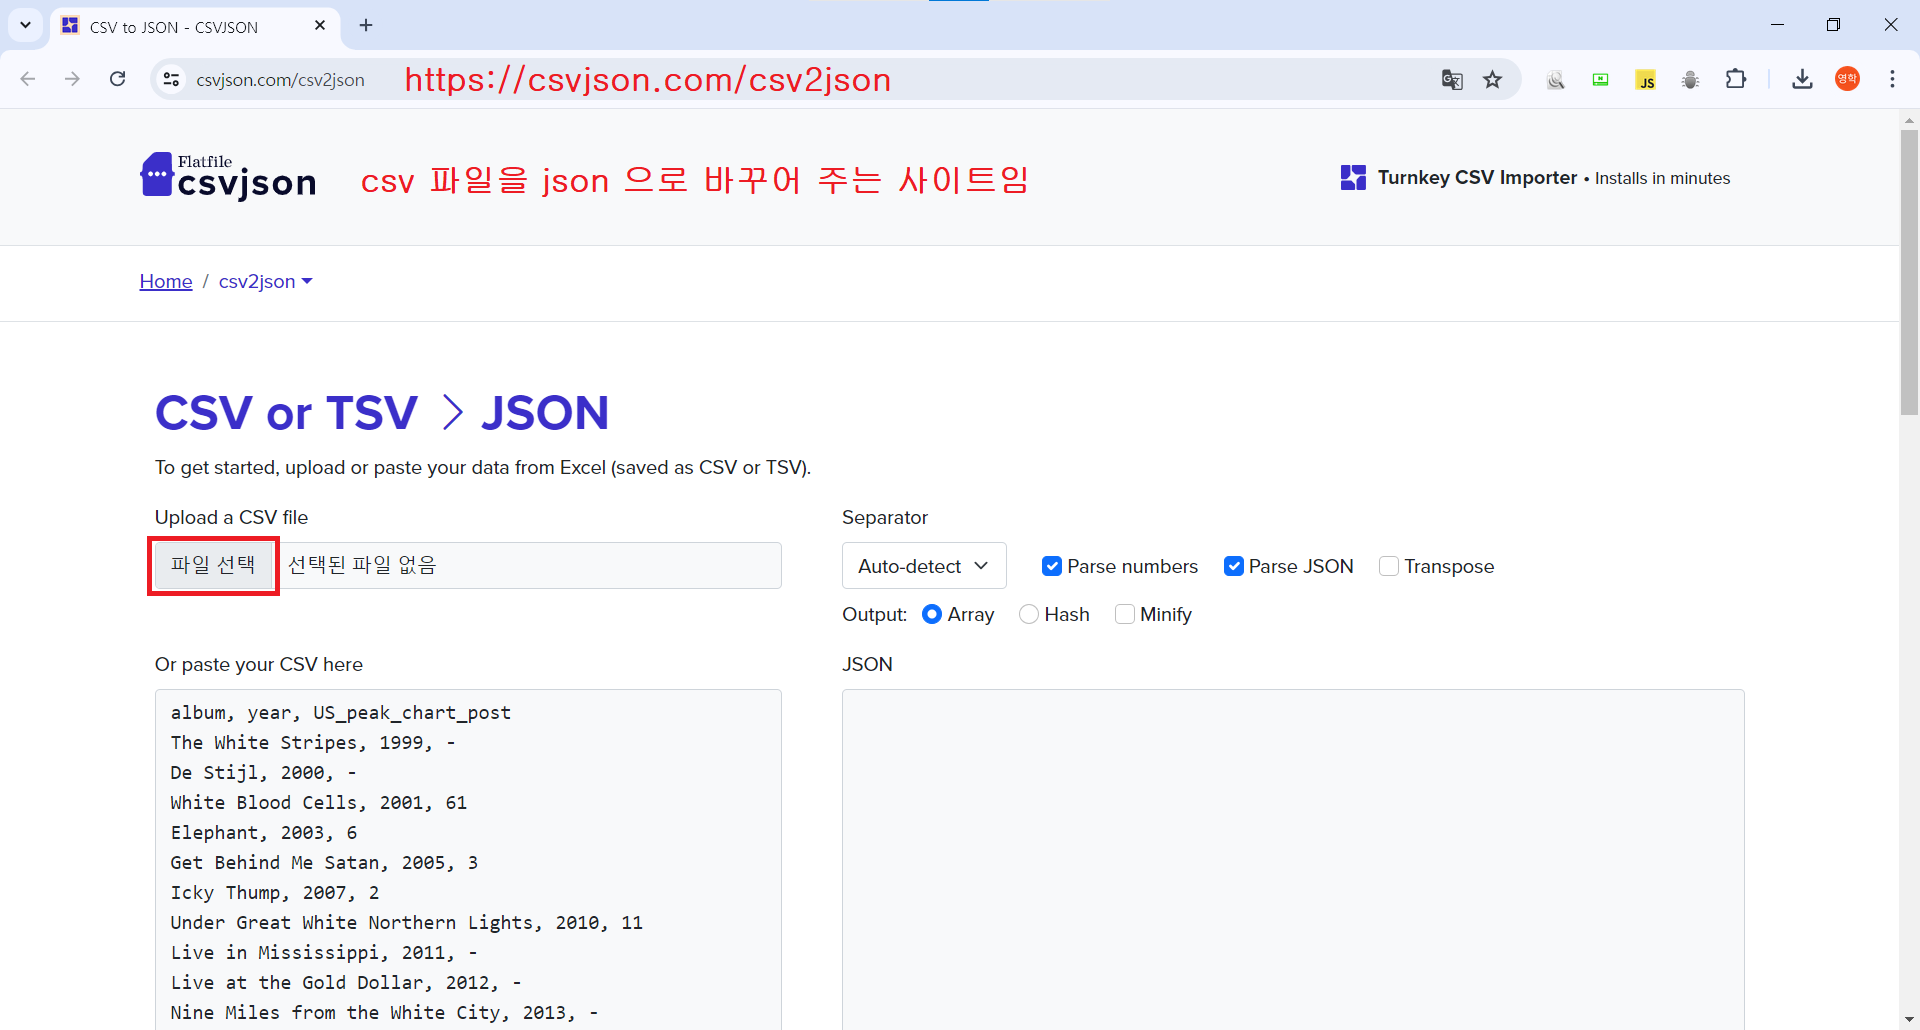 CSV to JSON - CSVJSON
csvjson.com/csv2json
https://csvjson.com/csv2json
JS
영학
Flatfile
csvjson
csv 파일을 json 으로 바꾸어 주는 사이트임
Turnkey CSV Importer • Installs in minutes
Home / csv2json
CSV or TSV > JSON
To get started, upload or paste your data from Excel (saved as CSV or TSV).
Upload a CSV file
파일 선택 선택된 파일 없음
Separator
Auto-detect Parse numbers Parse JSON Transpose
Output: Array Hash Minify
Or paste your CSV here
album, year, US_peak_chart_post
The White Stripes, 1999, -
De Stijl, 2000, -
White Blood Cells, 2001, 61
Elephant, 2003, 6
Get Behind Me Satan, 2005, 3
Icky Thump, 2007, 2
Under Great White Northern Lights, 2010, 11
Live in Mississippi, 2011, -
Live at the Gold Dollar, 2012, -
Nine Miles from the White City, 2013, -
JSON